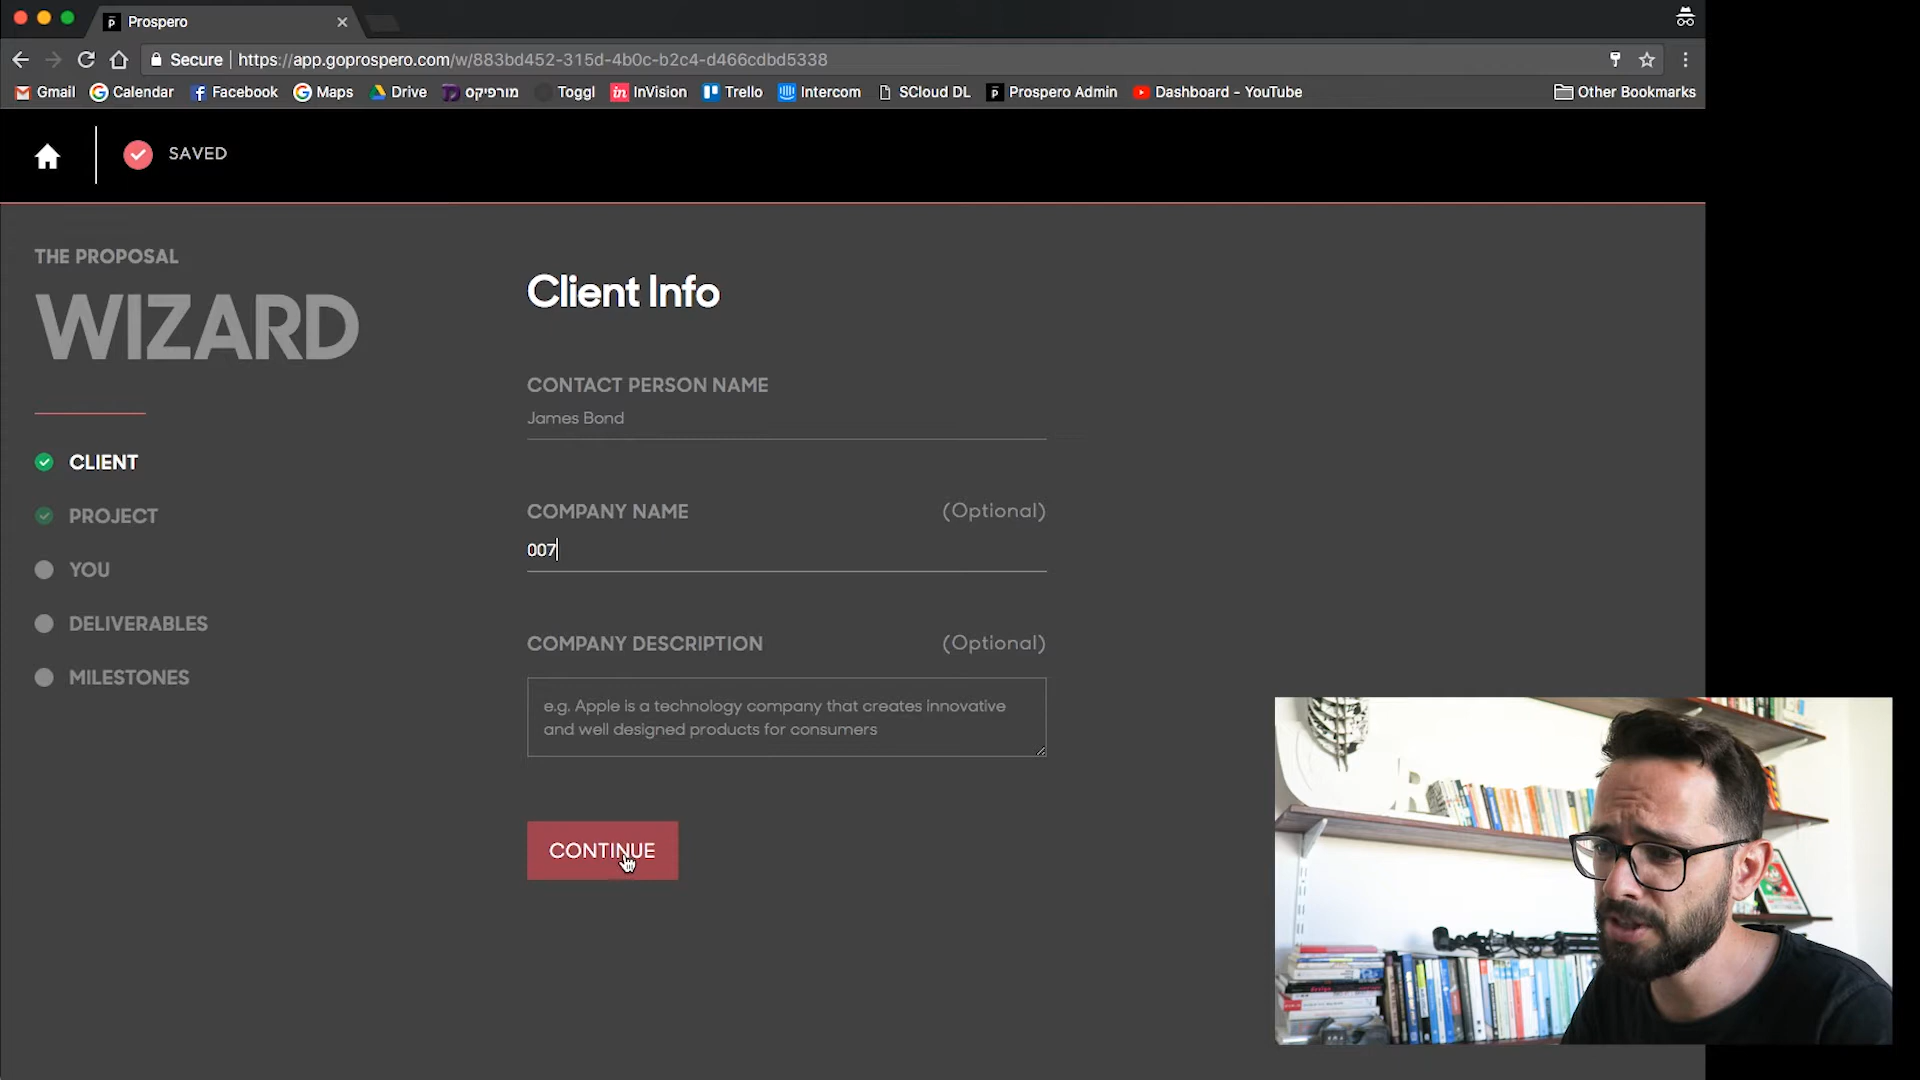 Prospero
Secure
https://app.goprospero.com/w/883bd452-315d-4b0c-b2c4-d466cdbd5338
Gmail
Calendar
Facebook
Maps
Drive
מורפיקס
Toggl
InVision
Trello
Intercom
SCloud DL
Prospero Admin
Dashboard - YouTube
Other Bookmarks
SAVED
THE PROPOSAL
WIZARD
CLIENT
PROJECT
YOU
DELIVERABLES
MILESTONES
Client Info
CONTACT PERSON NAME
James Bond
COMPANY NAME
(Optional)
007
COMPANY DESCRIPTION
(Optional)
e.g. Apple is a technology company that creates innovative
and well designed products for consumers
CONTINUE